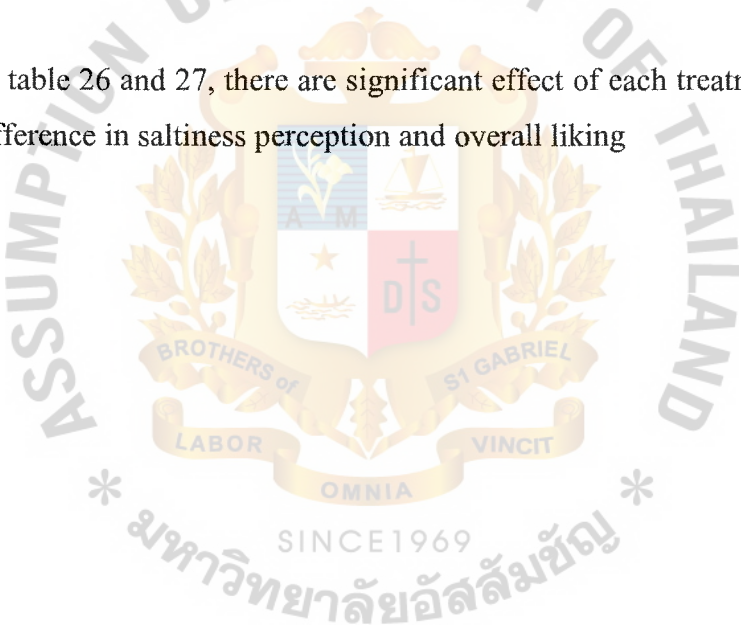 table 26 and 27, there are significant effect of each treatr
fference in saltiness perception and overall liking
ASSUMPTION
OF THAILAND
A M
D S
BROTHERS of
S1 GABRIEL
LABOR
VINCIT
OMNIA
* SINCE1969 *
มหาวิทยาลัยอัสสัมชัญ